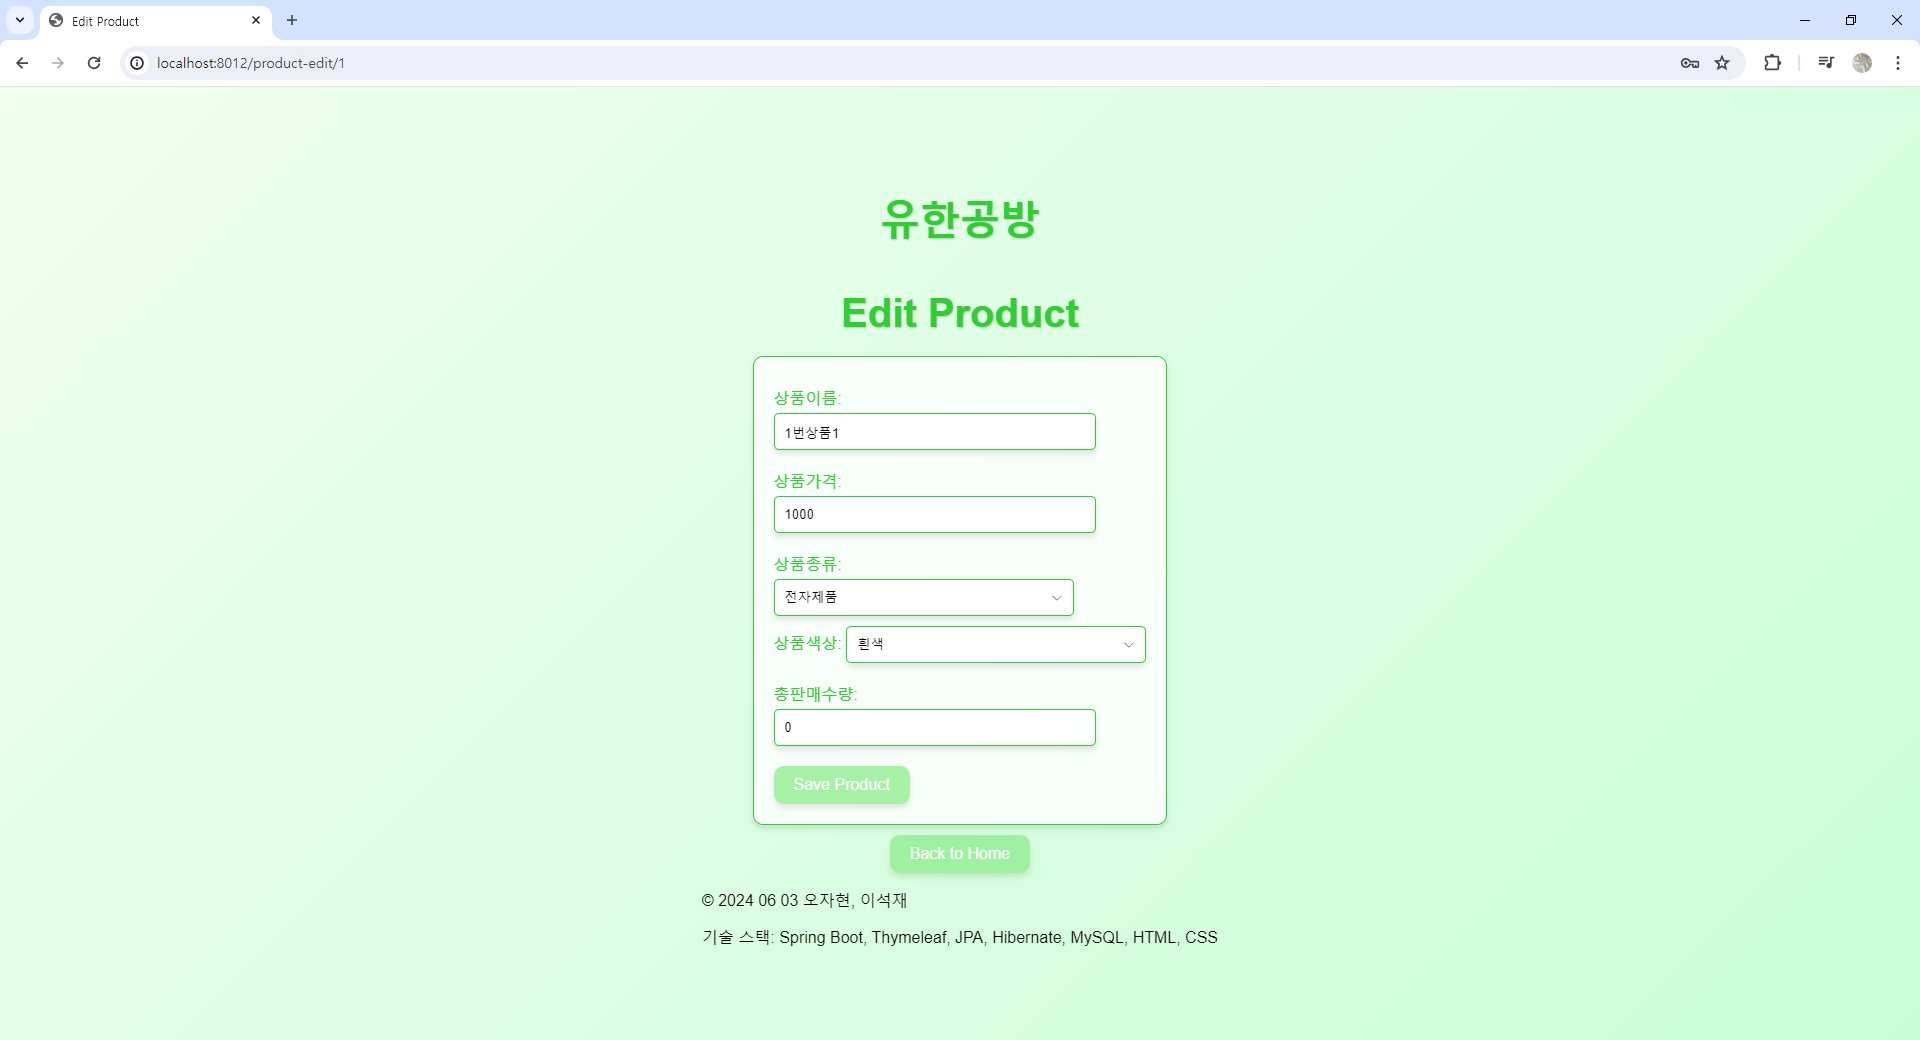 Edit Product
localhost:8012/product-edit/1
유한공방
Edit Product
상품이름:
1번상품1
상품가격:
1000
상품종류:
전자제품
상품색상: 흰색
총판매수량:
0
Save Product
Back to Home
© 2024 06 03 오자현, 이석재
기술 스택: Spring Boot, Thymeleaf, JPA, Hibernate, MySQL, HTML, CSS